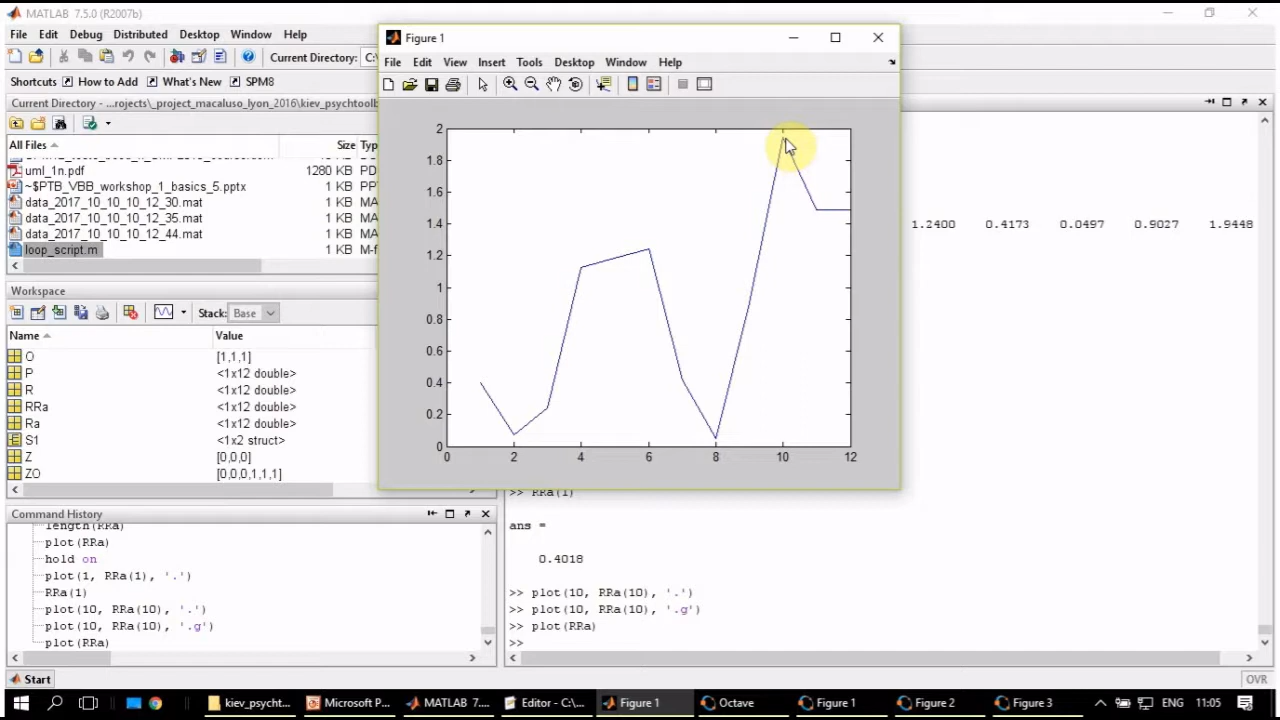 MATLAB 7.5.0 (R2007b)
File Edit Debug Distributed Desktop Window Help
Current Directory: C:\
Shortcuts How to Add What's New SPM8
Current Directory - ...rojects\_project_macaluso_lyon_2016\kiev_psychtoolb
All Files Size Typ
uml_1n.pdf 1280 KB PDF
~$PTB_VBB_workshop_1_basics_5.pptx 1 KB PP
data_2017_10_10_10_12_30.mat 1 KB MA
data_2017_10_10_10_12_35.mat 1 KB MA
data_2017_10_10_10_12_44.mat 1 KB MA
loop_script.m 1 KB M-f
Workspace
Stack: Base
Name Value
O [1,1,1]
P <1x12 double>
R <1x12 double>
RRa <1x12 double>
Ra <1x12 double>
S1 <1x2 struct>
Z [0,0,0]
ZO [0,0,0,1,1,1]
Command History
length(RRa)
plot(RRa)
hold on
plot(1, RRa(1), '.')
RRa(1)
plot(10, RRa(10), '.')
plot(10, RRa(10), '.g')
plot(RRa)
Figure 1
File Edit View Insert Tools Desktop Window Help
2
1.8
1.6
1.4
1.2
1
0.8
0.6
0.4
0.2
0
0 2 4 6 8 10 12
1.2400 0.4173 0.0497 0.9027 1.9448
>> RRa(1)
ans =
0.4018
>> plot(10, RRa(10), '.')
>> plot(10, RRa(10), '.g')
>> plot(RRa)
>>
Start
OVR
kiev_psycht... Microsoft P... MATLAB 7.... Editor - C:\... Figure 1 Octave Figure 1 Figure 2 Figure 3 ENG 11:05